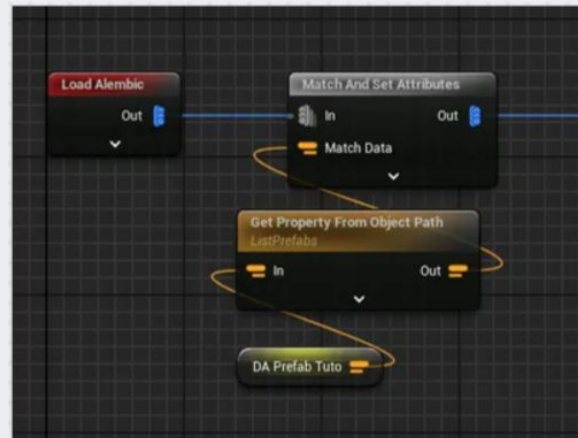 Load Alembic
Out
Match And Set Attributes
In
Out
Match Data
Get Property From Object Path
ListPrefabs
In
Out
DA Prefab Tuto